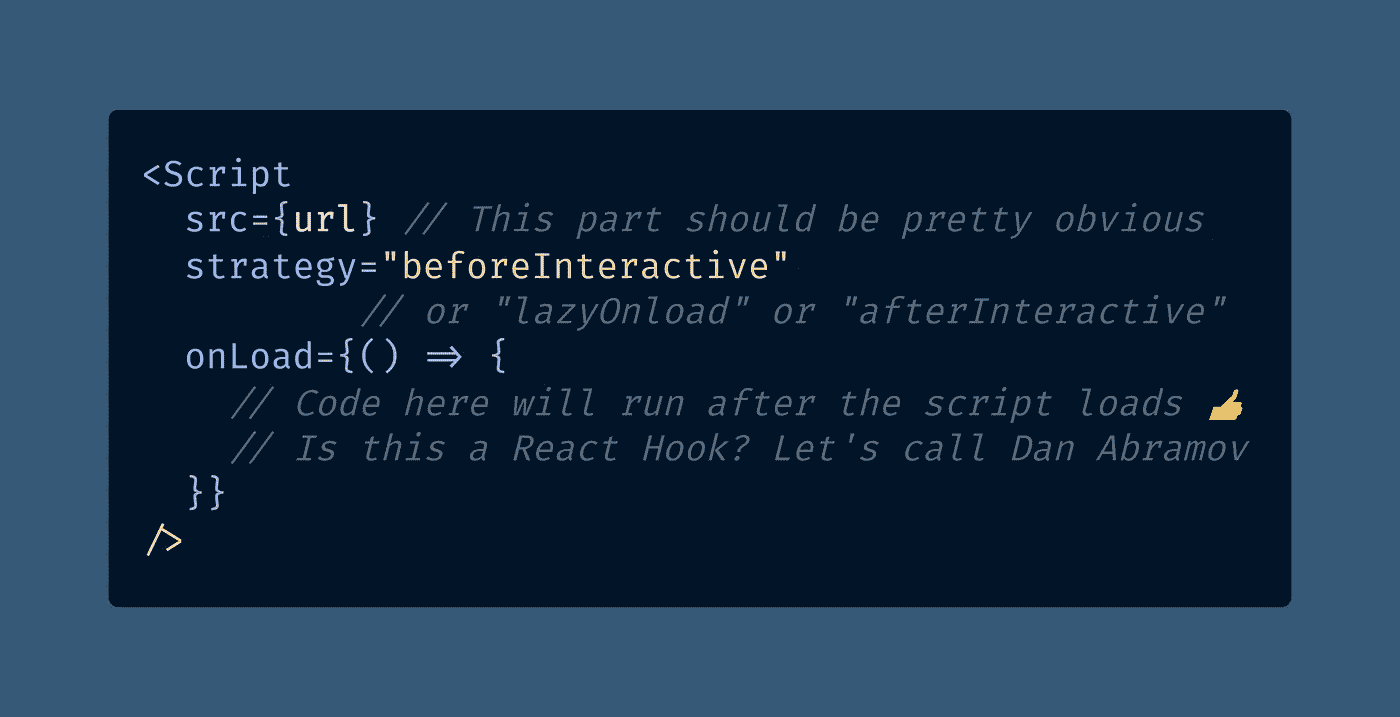 <Script
  src={url} // This part should be pretty obvious
  strategy="beforeInteractive"
          // or "lazyOnload" or "afterInteractive"
  onLoad={() => {
    // Code here will run after the script loads 👍
    // Is this a React Hook? Let's call Dan Abramov
  }}
/>